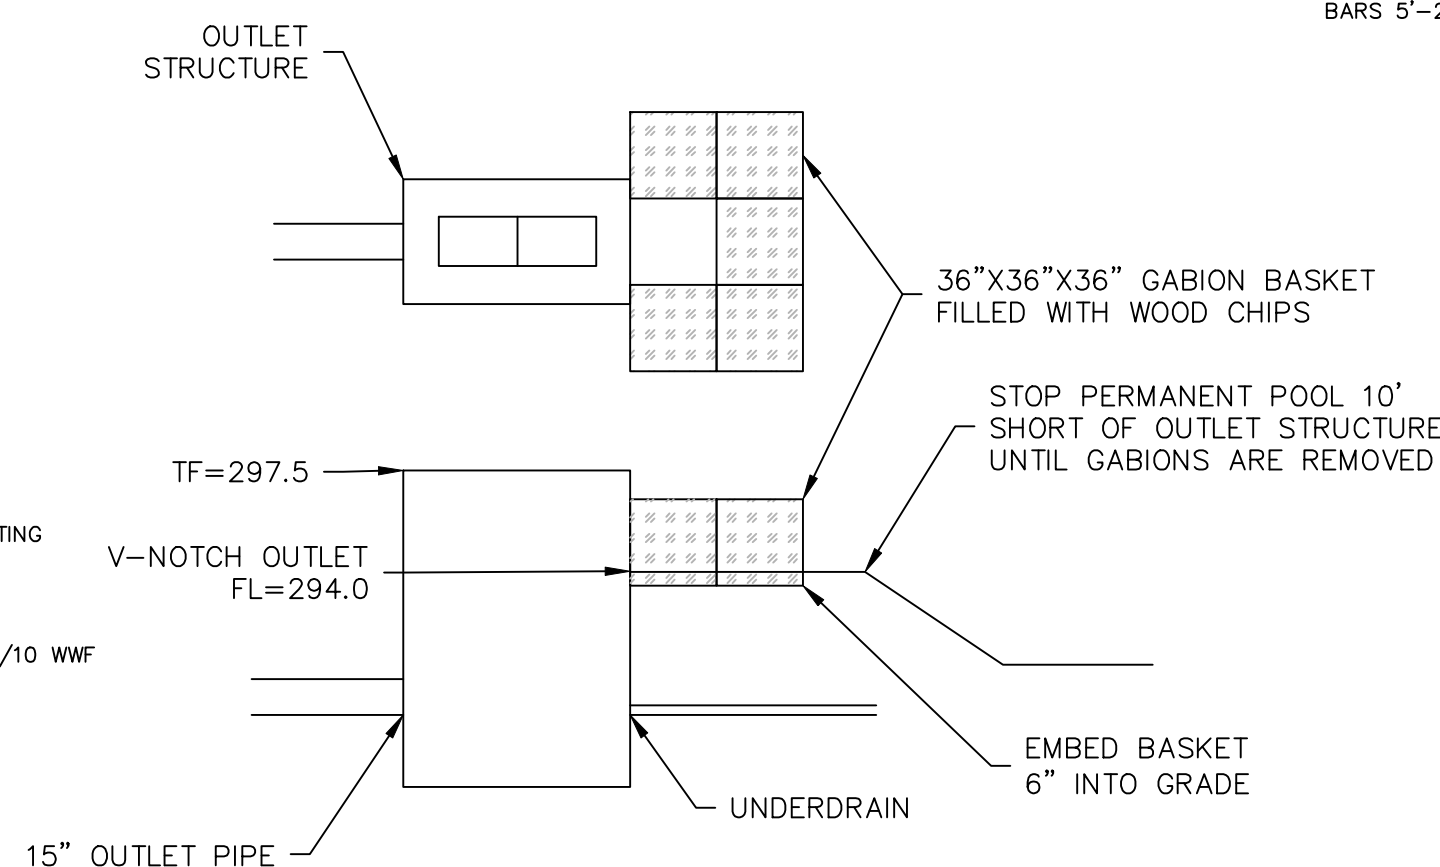 BARS 5'-2
OUTLET
STRUCTURE
36"X36"X36" GABION BASKET
FILLED WITH WOOD CHIPS
STOP PERMANENT POOL 10'
SHORT OF OUTLET STRUCTURE
UNTIL GABIONS ARE REMOVED
TF=297.5
TING
V-NOTCH OUTLET
FL=294.0
/10 WWF
EMBED BASKET
6" INTO GRADE
UNDERDRAIN
15" OUTLET PIPE